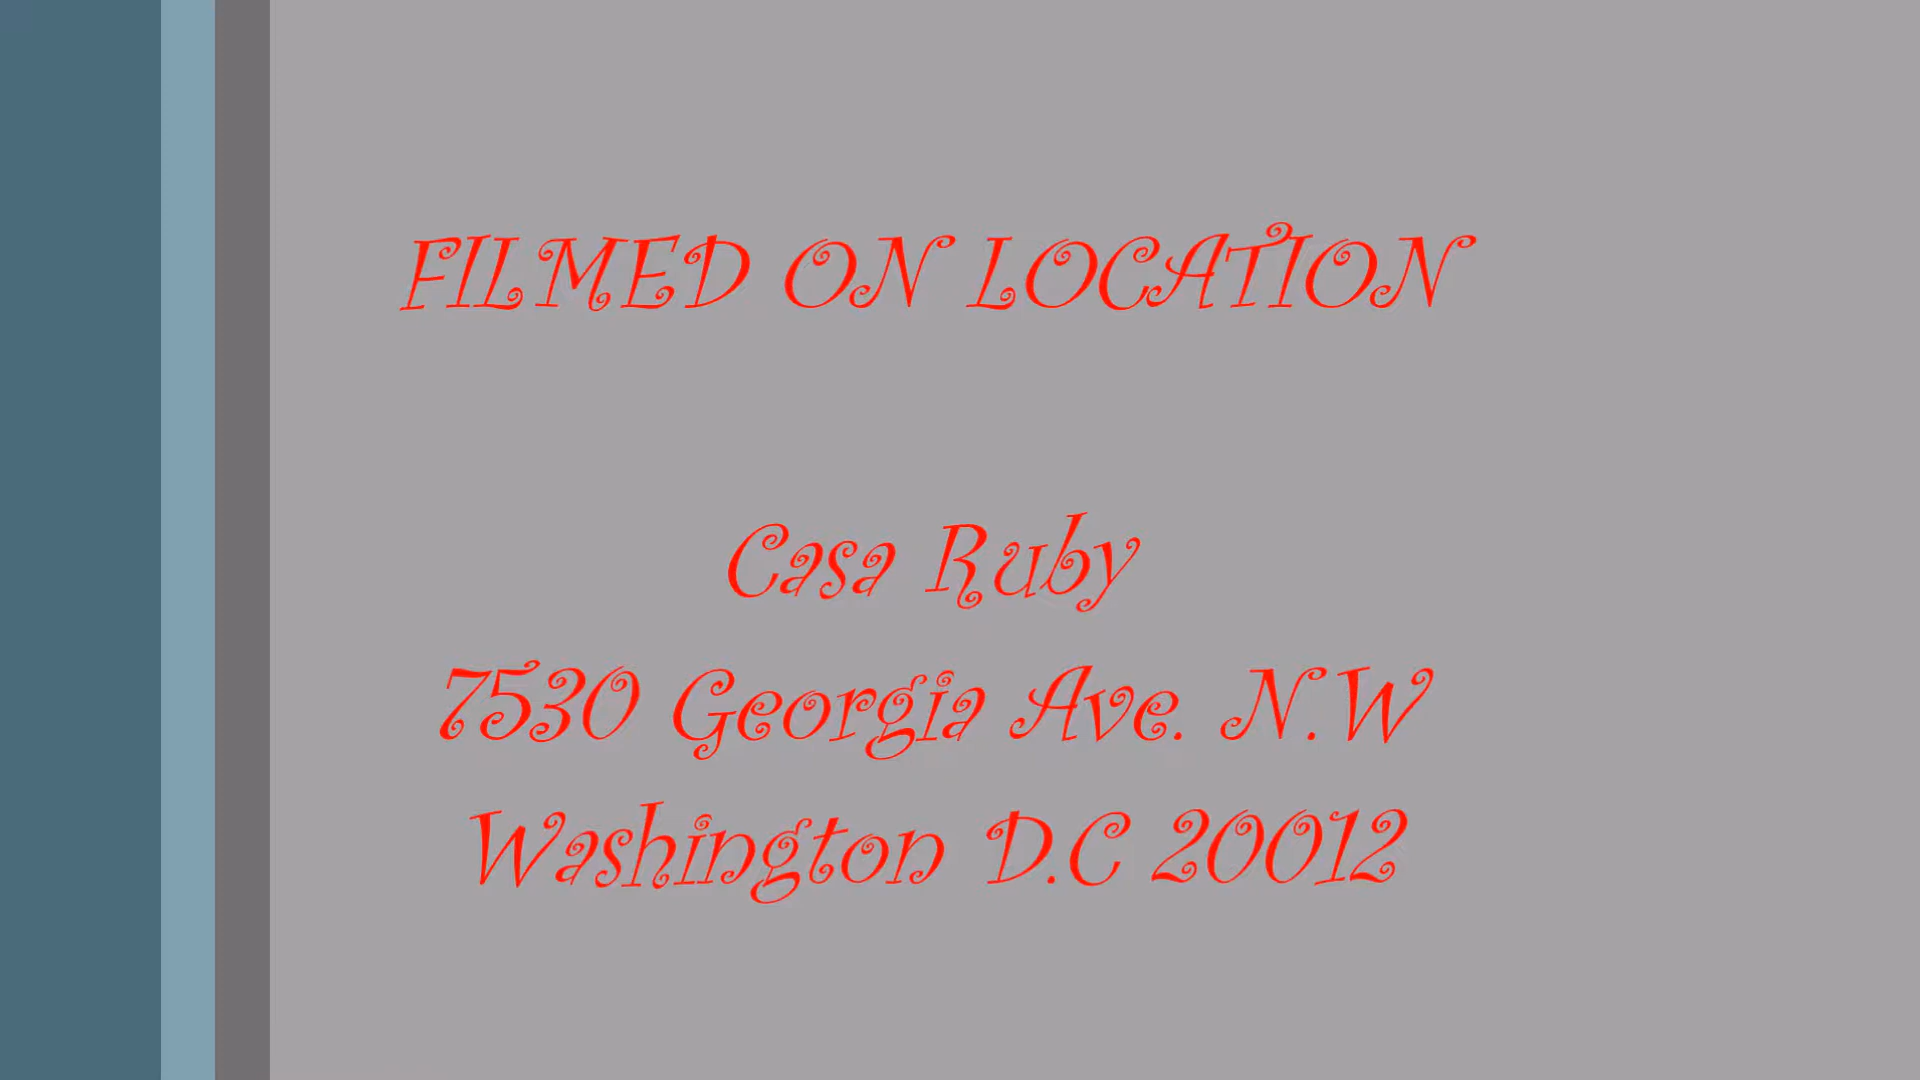 FILMED ON LOCATION
Casa Ruby
7530 Georgia Ave. N.W
Washington D.C 20012